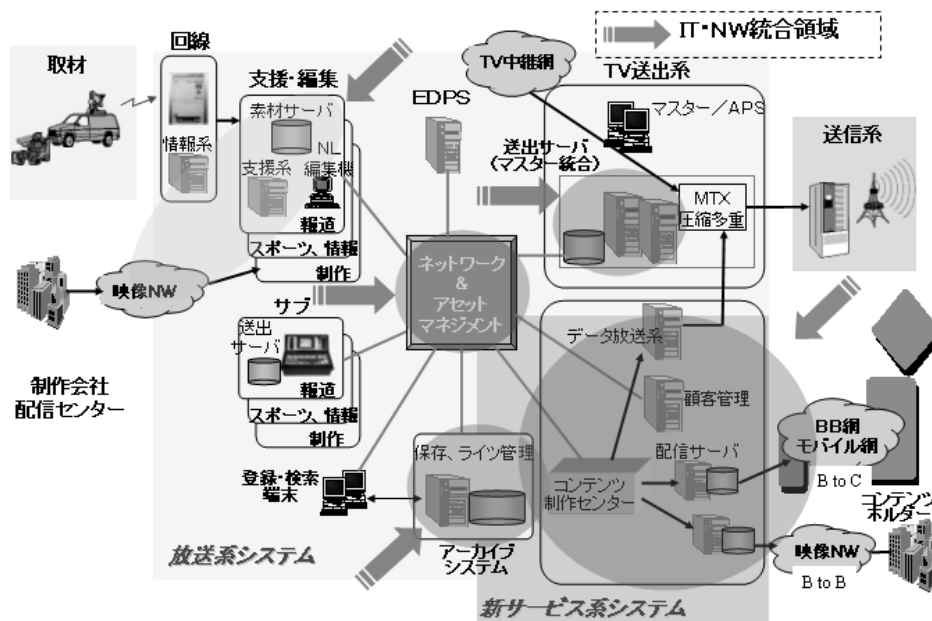 IT・NW統合領域
取材
回線
情報系
支援・編集
素材サーバ
NL
編集機
支援系
報道
スポーツ、情報
制作
EDPS
TV中継網
TV送出系
マスター／APS
送出サーバ
（マスター統合）
MTX
圧縮多重
送信系
映像NW
制作会社
配信センター
ネットワーク
&
アセット
マネジメント
サブ
送出
サーバ
報道
スポーツ、情報
制作
登録・検索
端末
保存、ライツ管理
アーカイブ
システム
放送系システム
データ放送系
顧客管理
配信サーバ
コンテンツ
制作センター
BB網
モバイル網
B to C
コンテンツ
ホルダー
映像NW
B to B
新サービス系システム